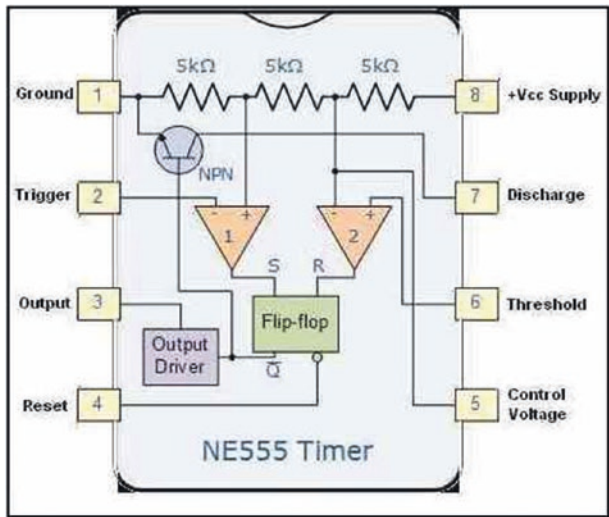 5kΩ 5kΩ 5kΩ
Ground 1
8 +Vcc Supply
NPN
Trigger 2
7 Discharge
- + - +
1 2
S R
Output 3
6 Threshold
Flip-flop
Output
Driver
Q̅
Reset 4
5 Control
Voltage
NE555 Timer